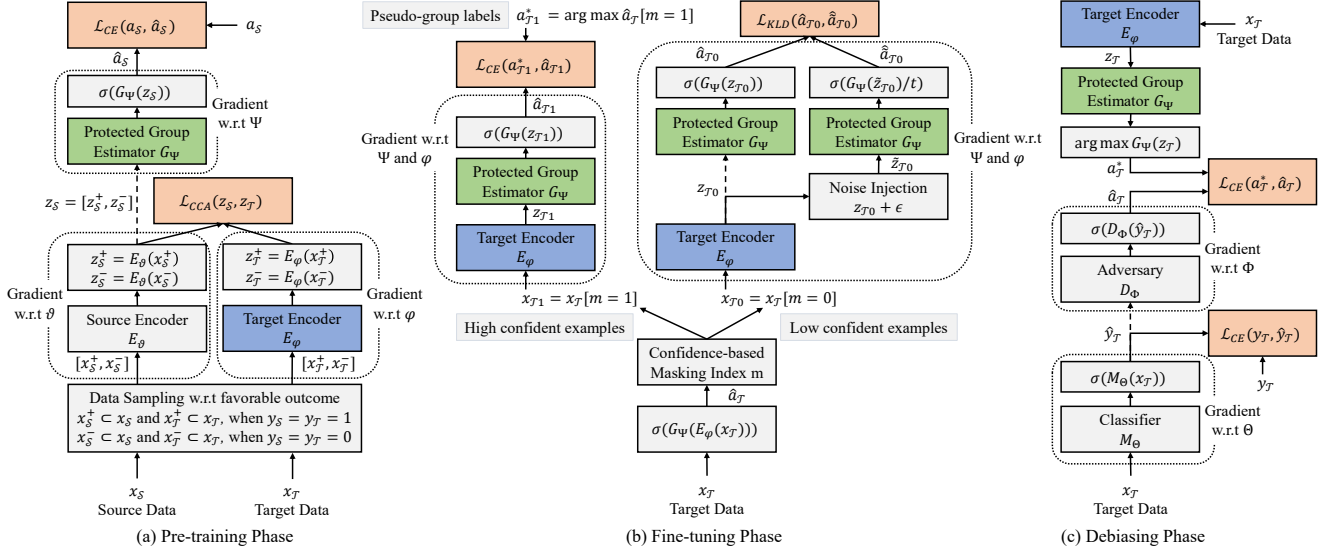 ℒ_CE(a_𝒮, â_𝒮)
a_𝒮
â_𝒮
σ(G_Ψ(z_𝒮))
Gradient
w.r.t Ψ
Protected Group
Estimator G_Ψ
z_𝒮 = [z_𝒮^+, z_𝒮^−]
ℒ_CCA(z_𝒮, z_𝒯)
z_𝒮^+ = E_ϑ(x_𝒮^+)
z_𝒮^− = E_ϑ(x_𝒮^−)
z_𝒯^+ = E_φ(x_𝒯^+)
z_𝒯^− = E_φ(x_𝒯^−)
Gradient
w.r.t ϑ
Gradient
w.r.t φ
Source Encoder
E_ϑ
Target Encoder
E_φ
[x_𝒮^+, x_𝒮^−]
[x_𝒯^+, x_𝒯^−]
Data Sampling w.r.t favorable outcome
x_𝒮^+ ⊂ x_𝒮 and x_𝒯^+ ⊂ x_𝒯, when y_𝒮 = y_𝒯 = 1
x_𝒮^− ⊂ x_𝒮 and x_𝒯^− ⊂ x_𝒯, when y_𝒮 = y_𝒯 = 0
x_𝒮
Source Data
x_𝒯
Target Data
(a) Pre-training Phase
Pseudo-group labels
a_𝒯1^* = arg max â_𝒯[m = 1]
ℒ_CE(a_𝒯1^*, â_𝒯1)
â_𝒯1
σ(G_Ψ(z_𝒯1))
Gradient w.r.t
Ψ and φ
Protected Group
Estimator G_Ψ
z_𝒯1
Target Encoder
E_φ
x_𝒯1 = x_𝒯[m = 1]
High confident examples
ℒ_KLD(â_𝒯0, ã̂_𝒯0)
â_𝒯0
ã̂_𝒯0
σ(G_Ψ(z_𝒯0))
σ(G_Ψ(z̃_𝒯0)/t)
Protected Group
Estimator G_Ψ
Protected Group
Estimator G_Ψ
Gradient w.r.t
Ψ and φ
z_𝒯0
z̃_𝒯0
Noise Injection
z_𝒯0 + ϵ
Target Encoder
E_φ
x_𝒯0 = x_𝒯[m = 0]
Low confident examples
Confidence-based
Masking Index m
â_𝒯
σ(G_Ψ(E_φ(x_𝒯)))
x_𝒯
Target Data
(b) Fine-tuning Phase
Target Encoder
E_φ
x_𝒯
Target Data
z_𝒯
Protected Group
Estimator G_Ψ
arg max G_Ψ(z_𝒯)
a_𝒯^*
ℒ_CE(a_𝒯^*, â_𝒯)
â_𝒯
σ(D_Φ(ŷ_𝒯))
Gradient
w.r.t Φ
Adversary
D_Φ
ŷ_𝒯
ℒ_CE(y_𝒯, ŷ_𝒯)
y_𝒯
σ(M_Θ(x_𝒯))
Gradient
w.r.t Θ
Classifier
M_Θ
x_𝒯
Target Data
(c) Debiasing Phase